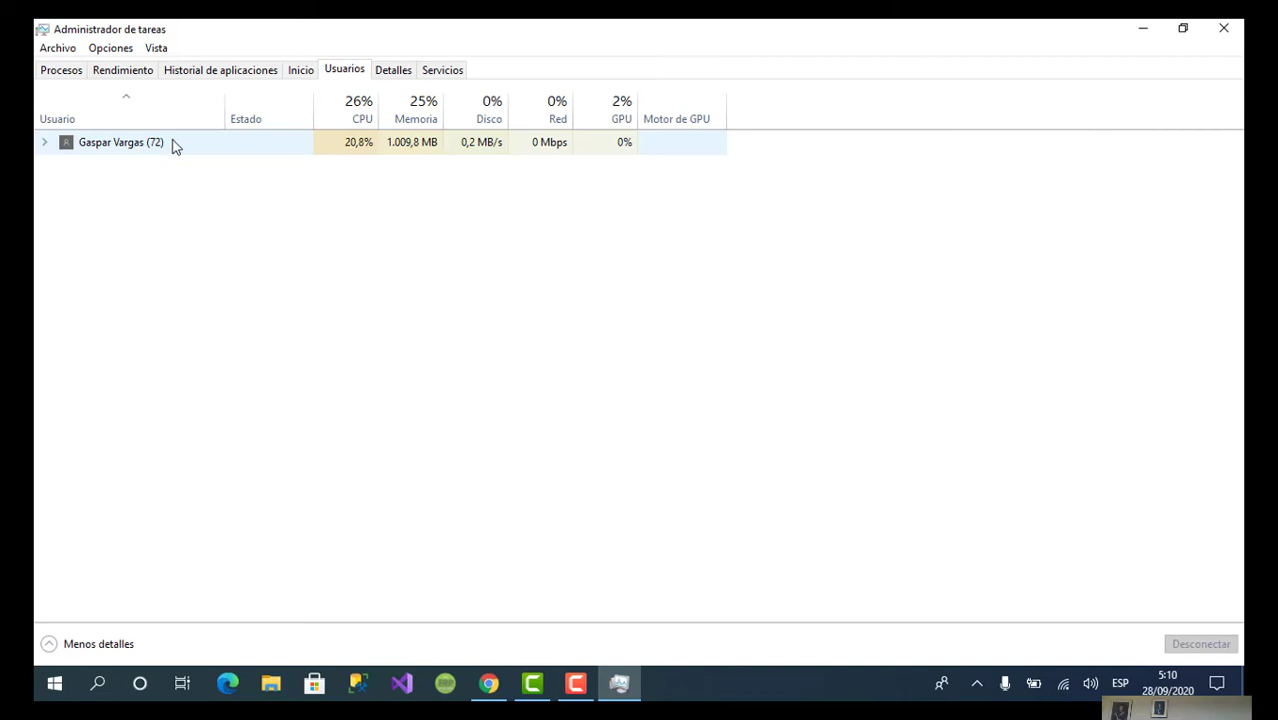 Administrador de tareas
Archivo Opciones Vista
Procesos Rendimiento Historial de aplicaciones Inicio Usuarios Detalles Servicios
26% 25% 0% 0% 2%
Usuario Estado CPU Memoria Disco Red GPU Motor de GPU
Gaspar Vargas (72) 20,8% 1.009,8 MB 0,2 MB/s 0 Mbps 0%
Menos detalles Desconectar
ESP 5:10
28/09/2020